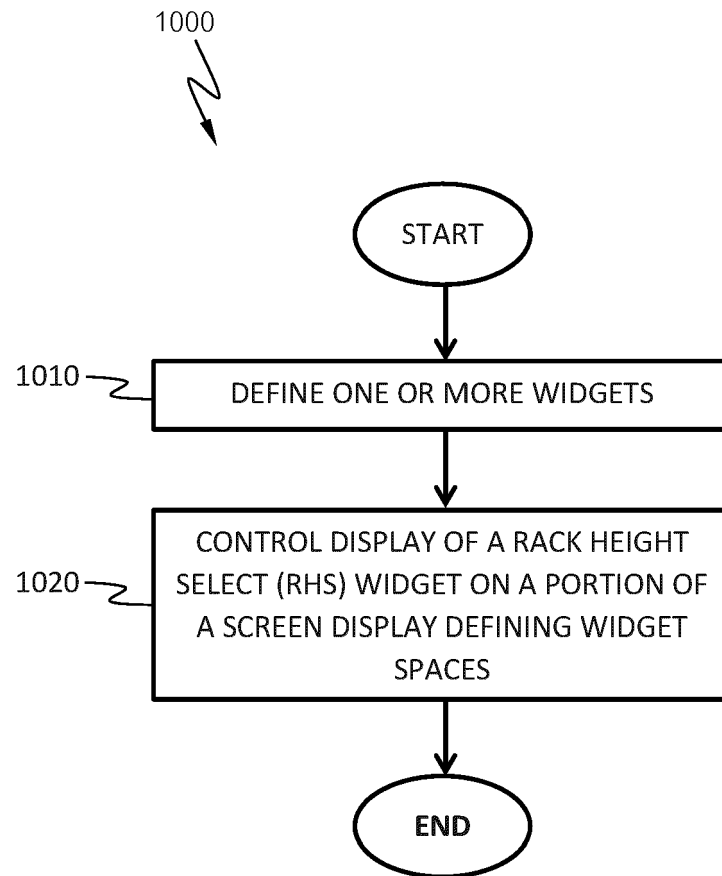 1000
START
1010
DEFINE ONE OR MORE WIDGETS
1020
CONTROL DISPLAY OF A RACK HEIGHT
SELECT (RHS) WIDGET ON A PORTION OF
A SCREEN DISPLAY DEFINING WIDGET
SPACES
END